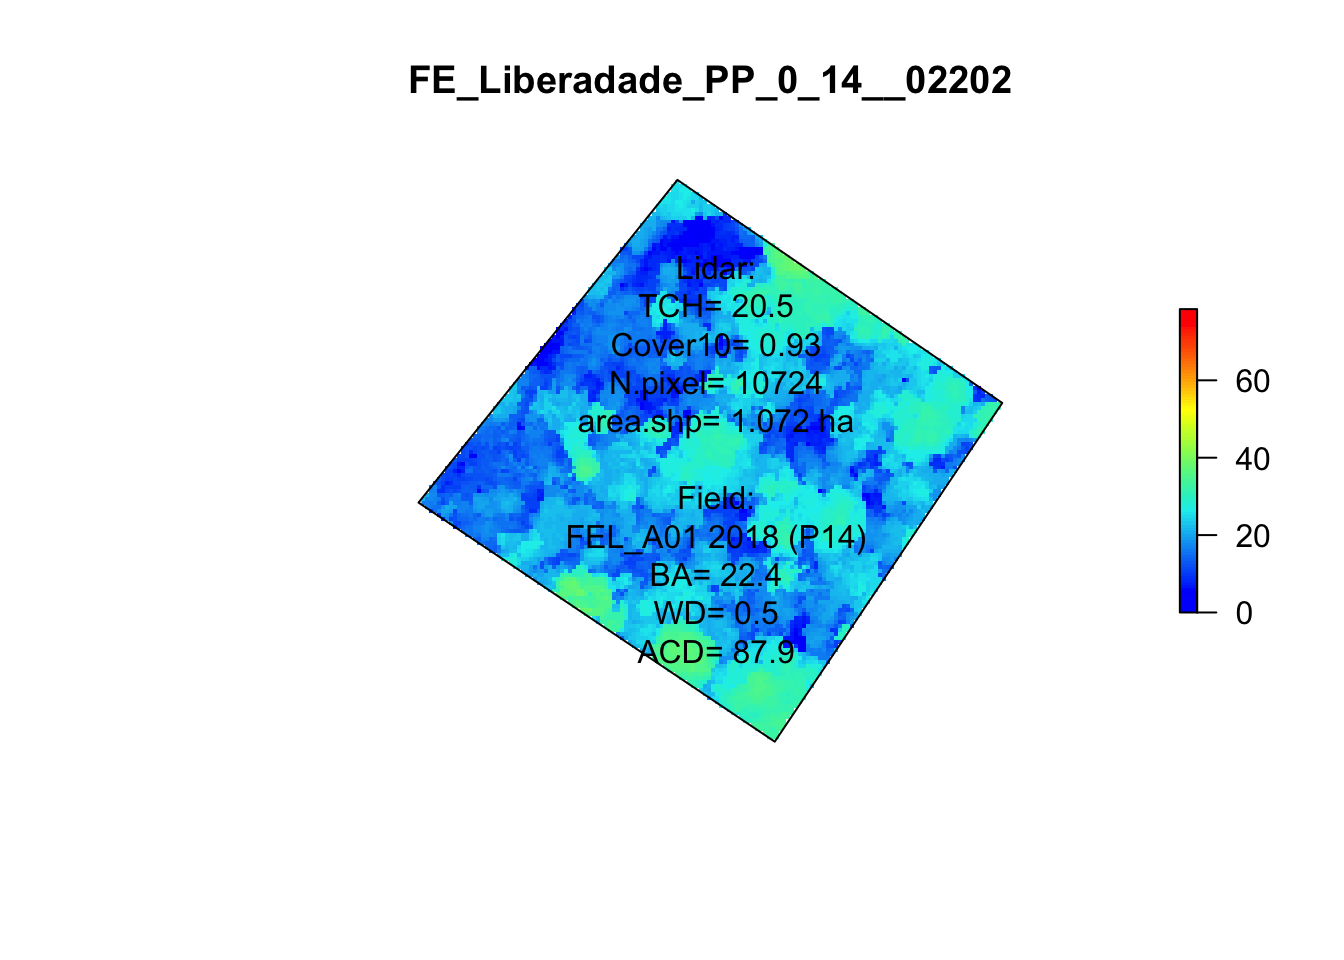 FE_Liberadade_PP_0_14__02202
Lidar:
TCH= 20.5
Cover10= 0.93
N.pixel= 10724
area.shp= 1.072 ha
Field:
FEL_A01 2018 (P14)
BA= 22.4
WD= 0.5
ACD= 87.9
60
40
20
0